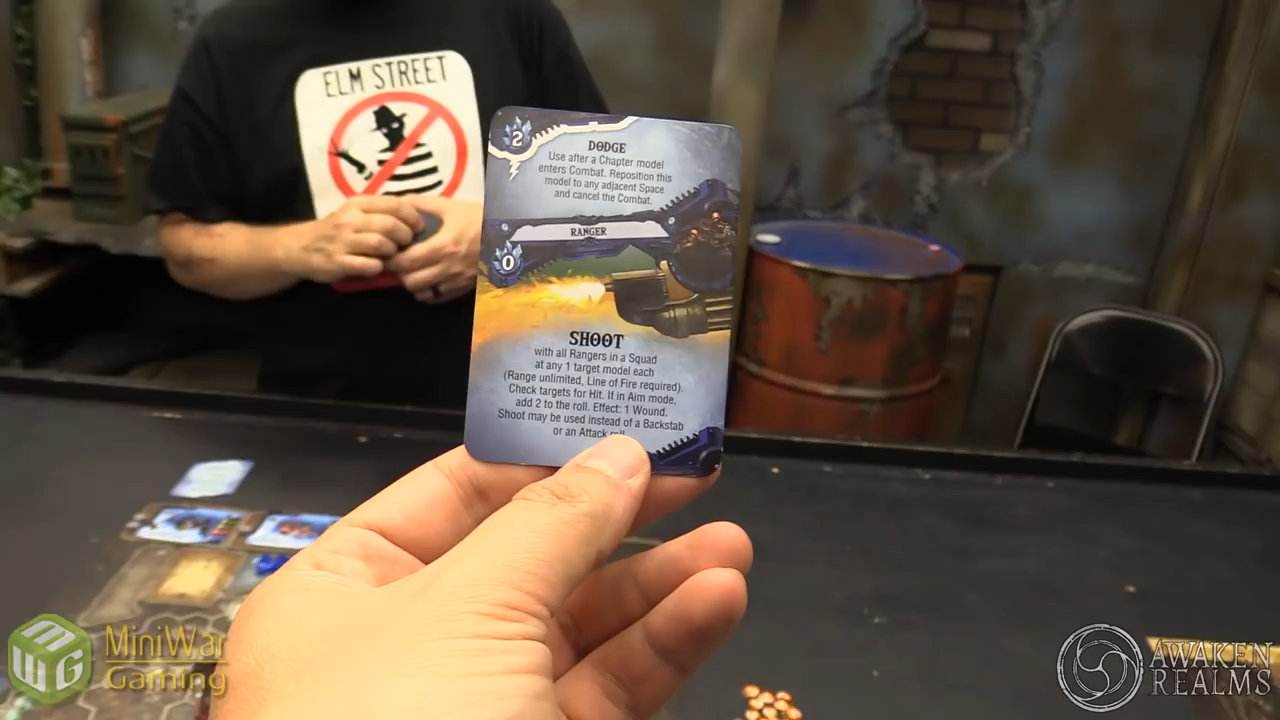 ELM STREET
2
DODGE
Use after a Chapter model
enters Combat. Reposition this
model to any adjacent Space
and cancel the Combat.
RANGER
0
SHOOT
with all Rangers in a Squad
at any 1 target model each
(Range unlimited, Line of Fire required).
Check targets for Hit. If in Aim mode,
add 2 to the roll. Effect: 1 Wound.
Shoot may be used instead of a Backstab
or an Attack roll.
MWG
MiniWar
Gaming
AWAKEN
REALMS